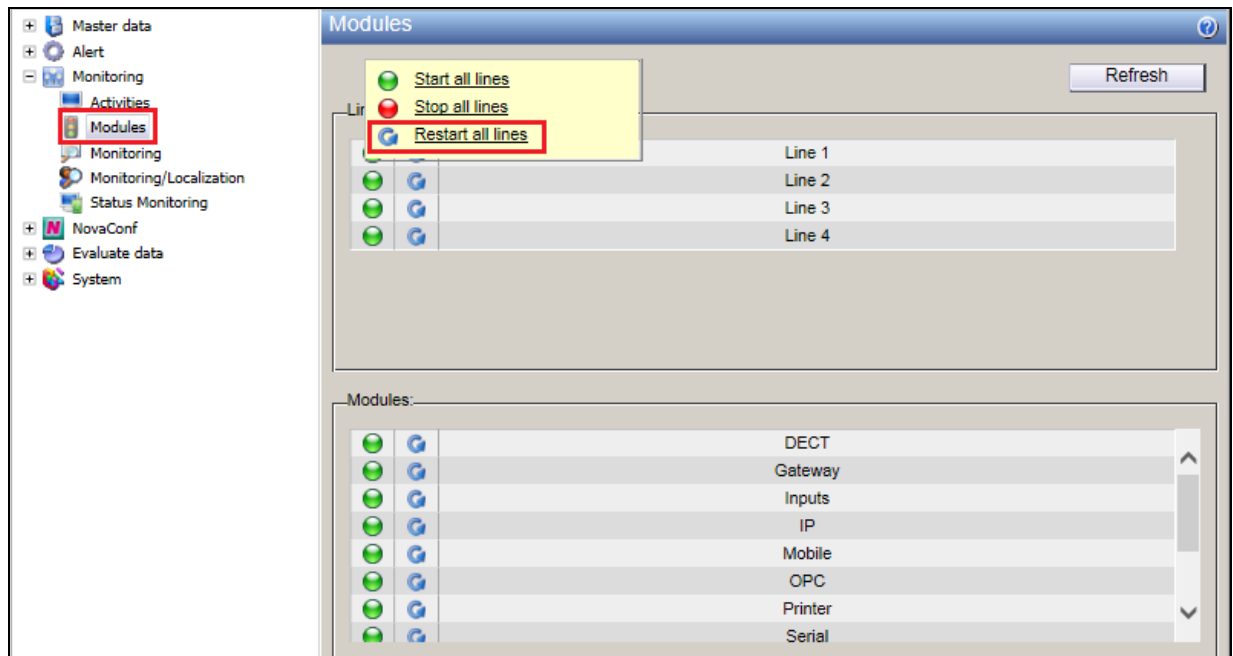 Master data
Alert
Monitoring
Activities
Modules
Monitoring
Monitoring/Localization
Status Monitoring
NovaConf
Evaluate data
System
Modules
Refresh
Start all lines
Stop all lines
Restart all lines
Line 1
Line 2
Line 3
Line 4
Modules:
DECT
Gateway
Inputs
IP
Mobile
OPC
Printer
Serial